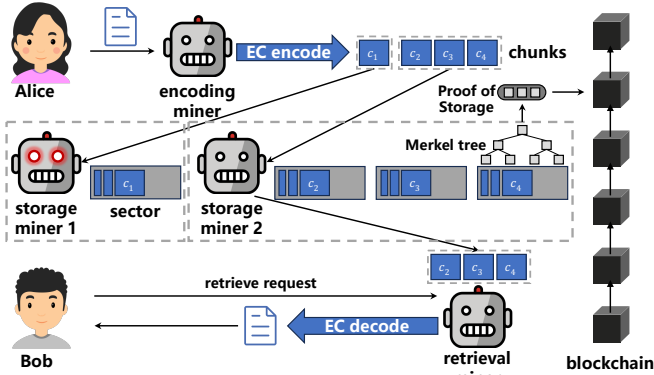 Alice
encoding
miner
EC encode
c1
c2
c3
c4
chunks
Proof of
Storage
Merkel tree
storage
miner 1
c1
sector
storage
miner 2
c2
c3
c4
c2
c3
c4
retrieve request
EC decode
Bob
retrieval
blockchain